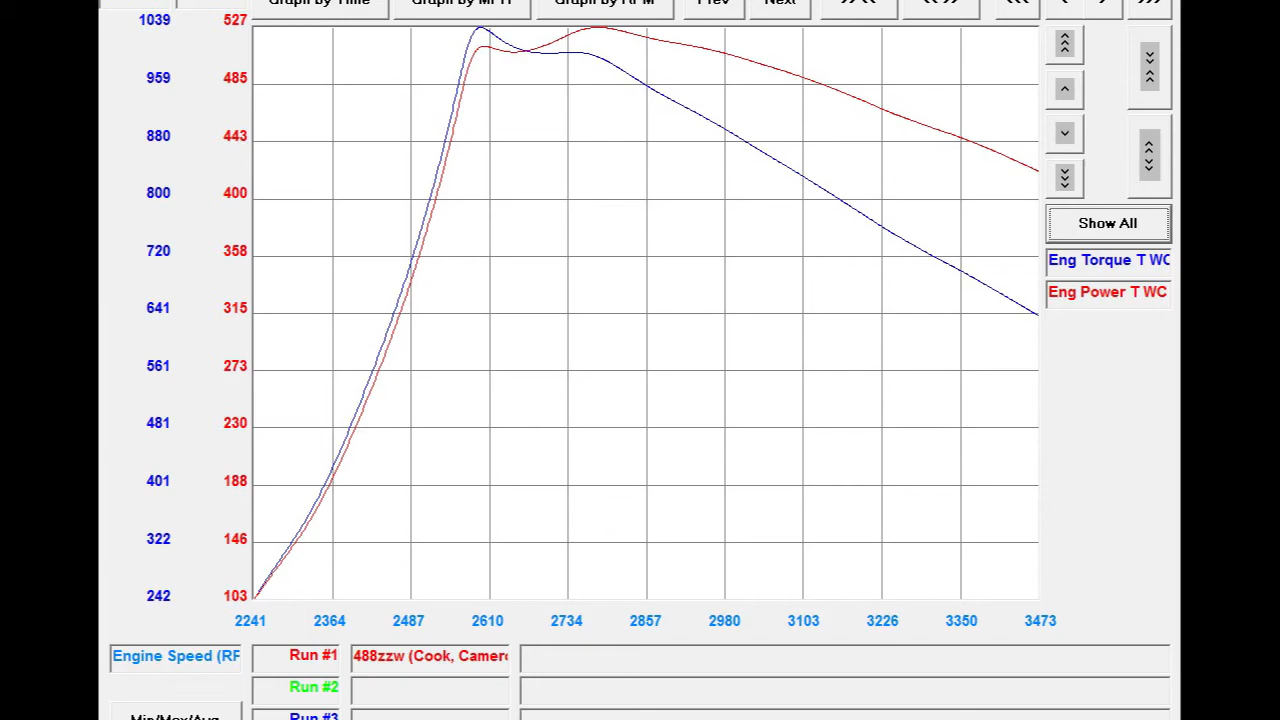 Graph by Time Graph by MPH Graph by RPM Prev Next >><< <<>> <<< < > >>>
1039 527
959 485
880 443
800 400
720 358
641 315
561 273
481 230
401 188
322 146
242 103
2241 2364 2487 2610 2734 2857 2980 3103 3226 3350 3473
Show All
Eng Torque T WC
Eng Power T WC
Engine Speed (RF Run #1 488zzw (Cook, Camero
Run #2
Min/Max/Avg Run #3